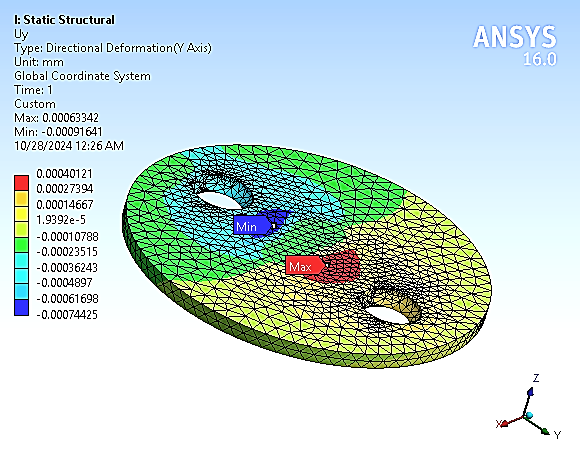 I: Static Structural
Uy
Type: Directional Deformation(Y Axis)
Unit: mm
Global Coordinate System
Time: 1
Custom
Max: 0.00063342
Min: -0.00091641
10/28/2024 12:26 AM
ANSYS
16.0
0.00040121
0.00027394
0.00014667
1.9392e-5
-0.00010788
-0.00023515
-0.00036243
-0.0004897
-0.00061698
-0.00074425
Min
Max
Z
X
Y